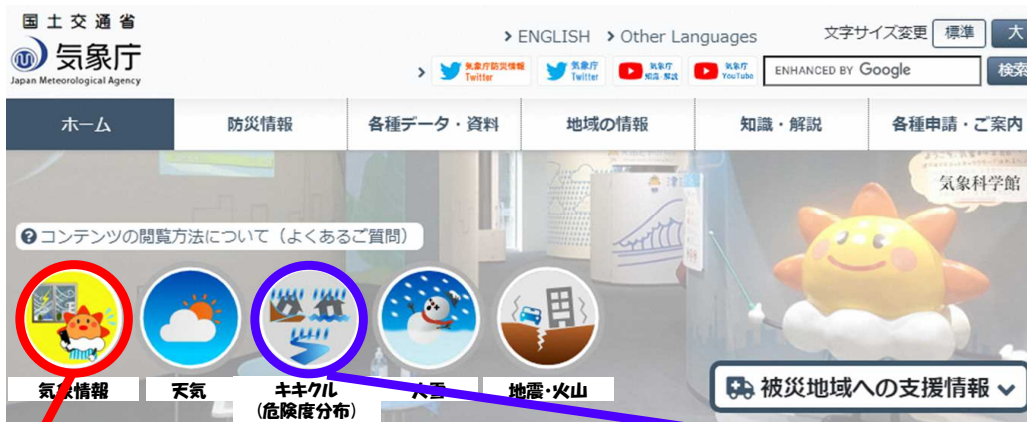 国土交通省
気象庁
Japan Meteorological Agency
ENGLISH Other Languages
文字サイズ変更 標準 大
気象庁防災情報 Twitter
気象庁 Twitter
気象庁 知識・解説
気象庁 YouTube
ENHANCED BY Google 検索
ホーム 防災情報 各種データ・資料 地域の情報 知識・解説 各種申請・ご案内
気象科学館
コンテンツの閲覧方法について（よくあるご質問）
気象情報 天気 キキクル 大雪 地震・火山
(危険度分布)
被災地域への支援情報